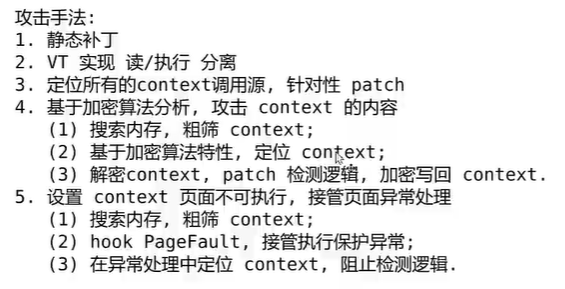 攻击手法:
1. 静态补丁
2. VT 实现 读/执行 分离
3. 定位所有的context调用源, 针对性 patch
4. 基于加密算法分析, 攻击 context 的内容
(1) 搜索内存, 粗筛 context;
(2) 基于加密算法特性, 定位 context;
(3) 解密context, patch 检测逻辑, 加密写回 context.
5. 设置 context 页面不可执行, 接管页面异常处理
(1) 搜索内存, 粗筛 context;
(2) hook PageFault, 接管执行保护异常;
(3) 在异常处理中定位 context, 阻止检测逻辑.